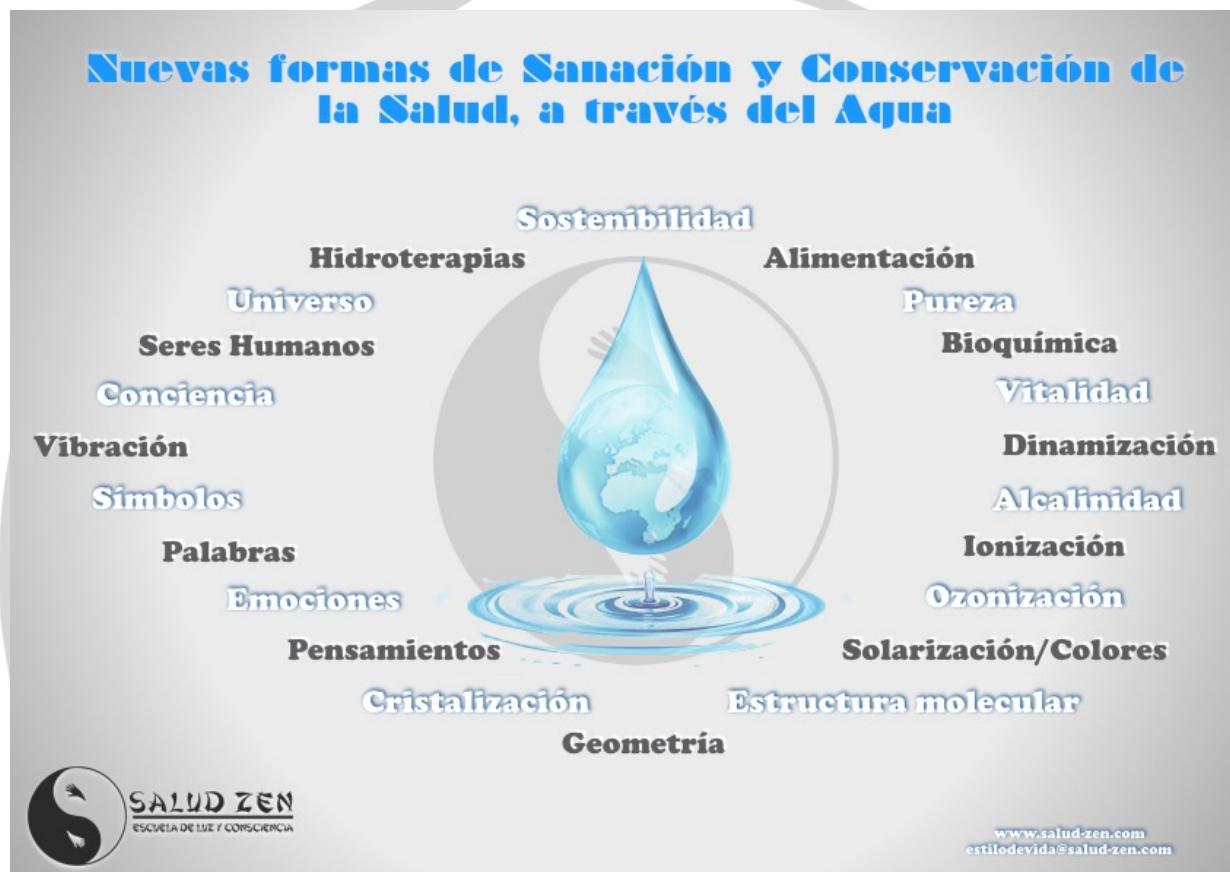 Nuevas formas de Sanación y Conservación de
la Salud, a través del Agua
Sostenibilidad
Hidroterapias
Alimentación
Universo
Pureza
Seres Humanos
Bioquímica
Conciencia
Vitalidad
Vibración
Dinamización
Símbolos
Alcalinidad
Palabras
Ionización
Emociones
Ozonización
Pensamientos
Solarización/Colores
Cristalización
Estructura molecular
Geometría
SALUD ZEN
ESCUELA DE LUZ Y CONSCIENCIA
www.salud-zen.com
estilodevida@salud-zen.com